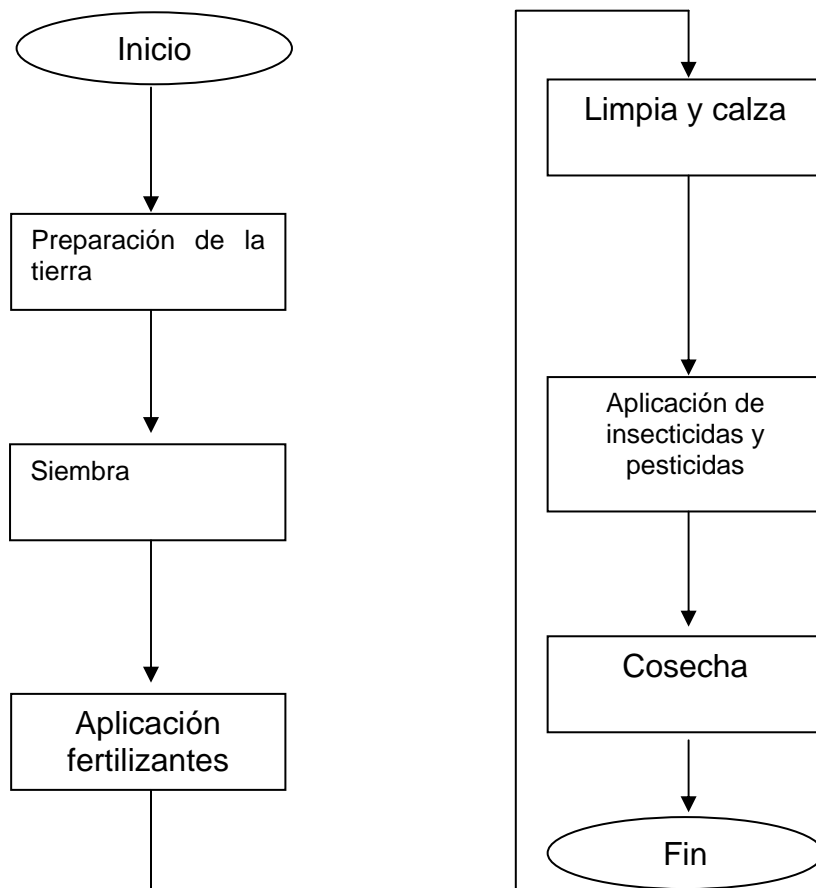 Inicio
Preparación de la
tierra
Siembra
Aplicación
fertilizantes
Limpia y calza
Aplicación de
insecticidas y
pesticidas
Cosecha
Fin